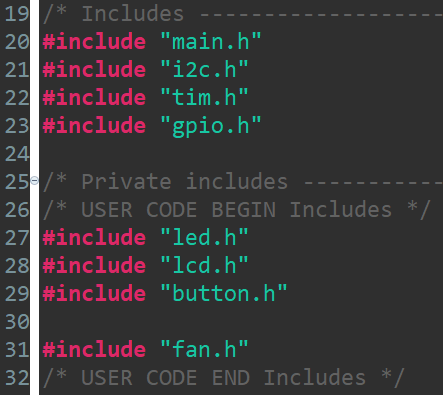 19 /* Includes ------------------
20 #include "main.h"
21 #include "i2c.h"
22 #include "tim.h"
23 #include "gpio.h"
24
25 /* Private includes -----------
26 /* USER CODE BEGIN Includes */
27 #include "led.h"
28 #include "lcd.h"
29 #include "button.h"
30
31 #include "fan.h"
32 /* USER CODE END Includes */